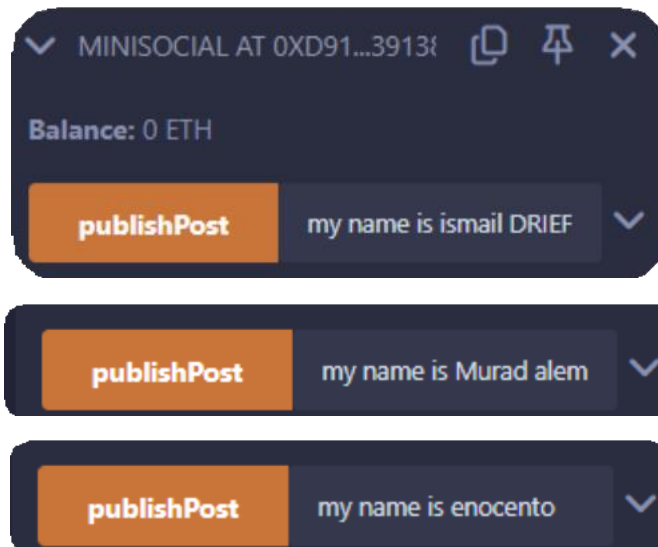 MINISOCIAL AT 0XD91...39138
Balance: 0 ETH
publishPost my name is ismail DRIEF
publishPost my name is Murad alem
publishPost my name is enocento